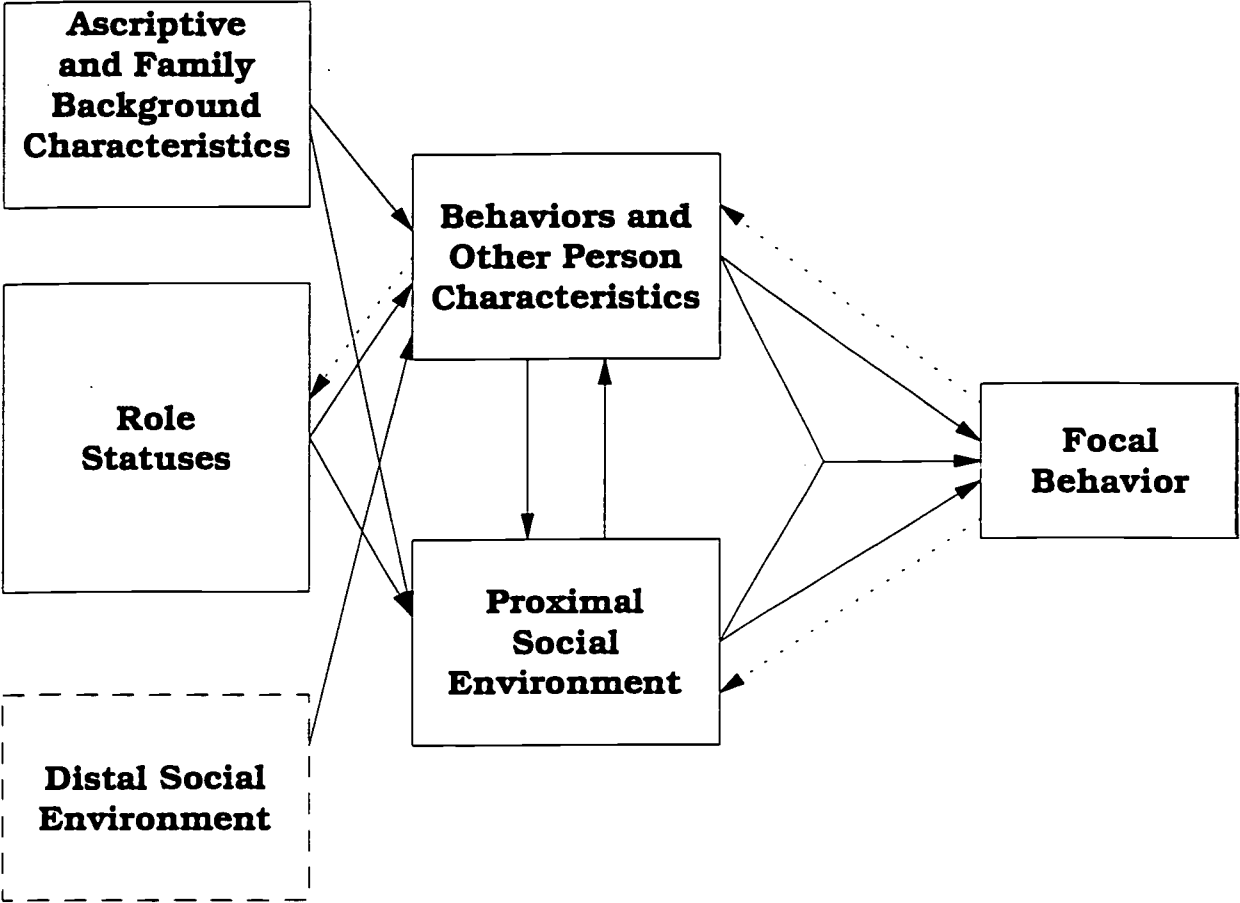 Ascriptive
and Family
Background
Characteristics
Behaviors and
Other Person
Characteristics
Role
Statuses
Focal
Behavior
Proximal
Social
Environment
Distal Social
Environment